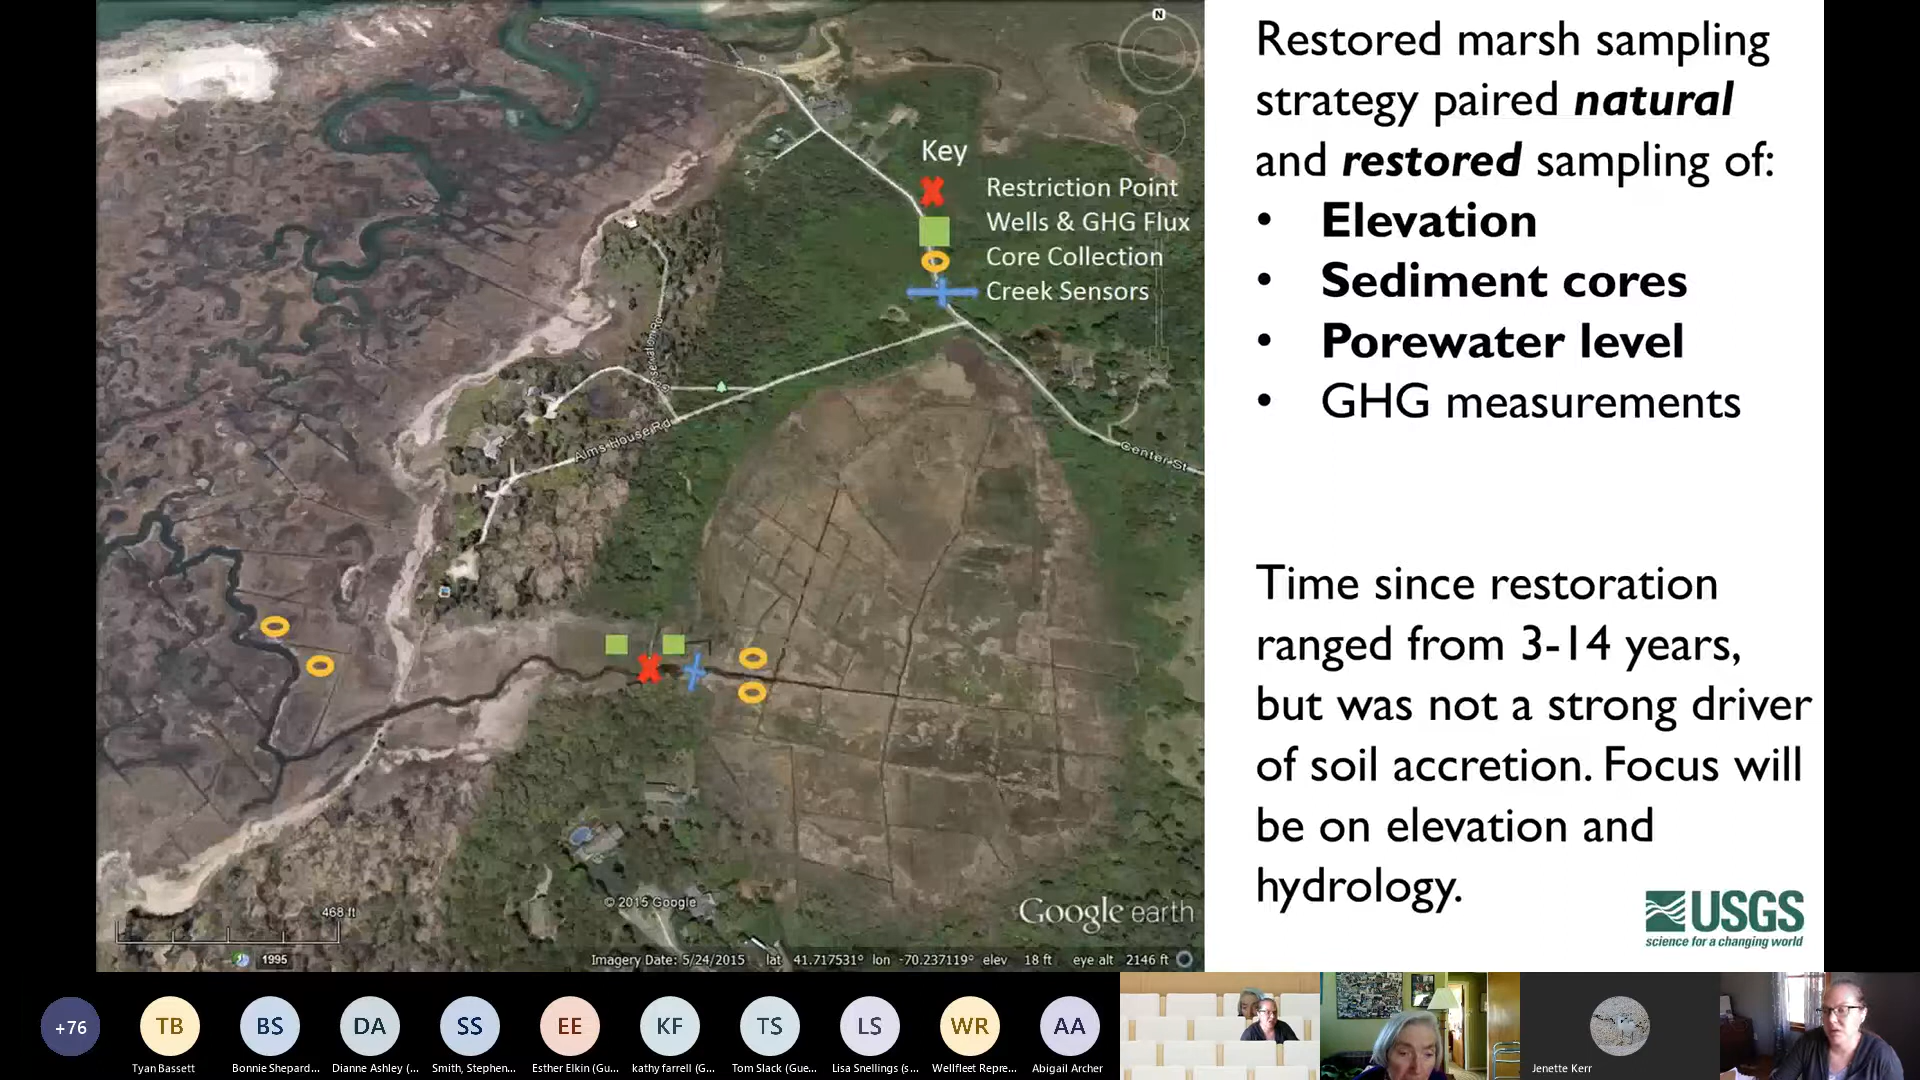 N
Key
Restriction Point
Wells & GHG Flux
Core Collection
Creek Sensors
Alms House Rd
Center St
468 ft
© 2015 Google
Google earth
1995
Imagery Date: 5/24/2015 lat 41.717531° lon -70.237119° elev 18 ft eye alt 2146 ft
Restored marsh sampling
strategy paired natural
and restored sampling of:
• Elevation
• Sediment cores
• Porewater level
• GHG measurements
Time since restoration
ranged from 3-14 years,
but was not a strong driver
of soil accretion. Focus will
be on elevation and
hydrology.
USGS
science for a changing world
+76
TB
BS
DA
SS
EE
KF
TS
LS
WR
AA
Tyan Bassett
Bonnie Shepard...
Dianne Ashley (...
Smith, Stephen...
Esther Elkin (Gu...
kathy farrell (G...
Tom Slack (Gue...
Lisa Snellings (s...
Wellfleet Repre...
Abigail Archer
Jenette Kerr